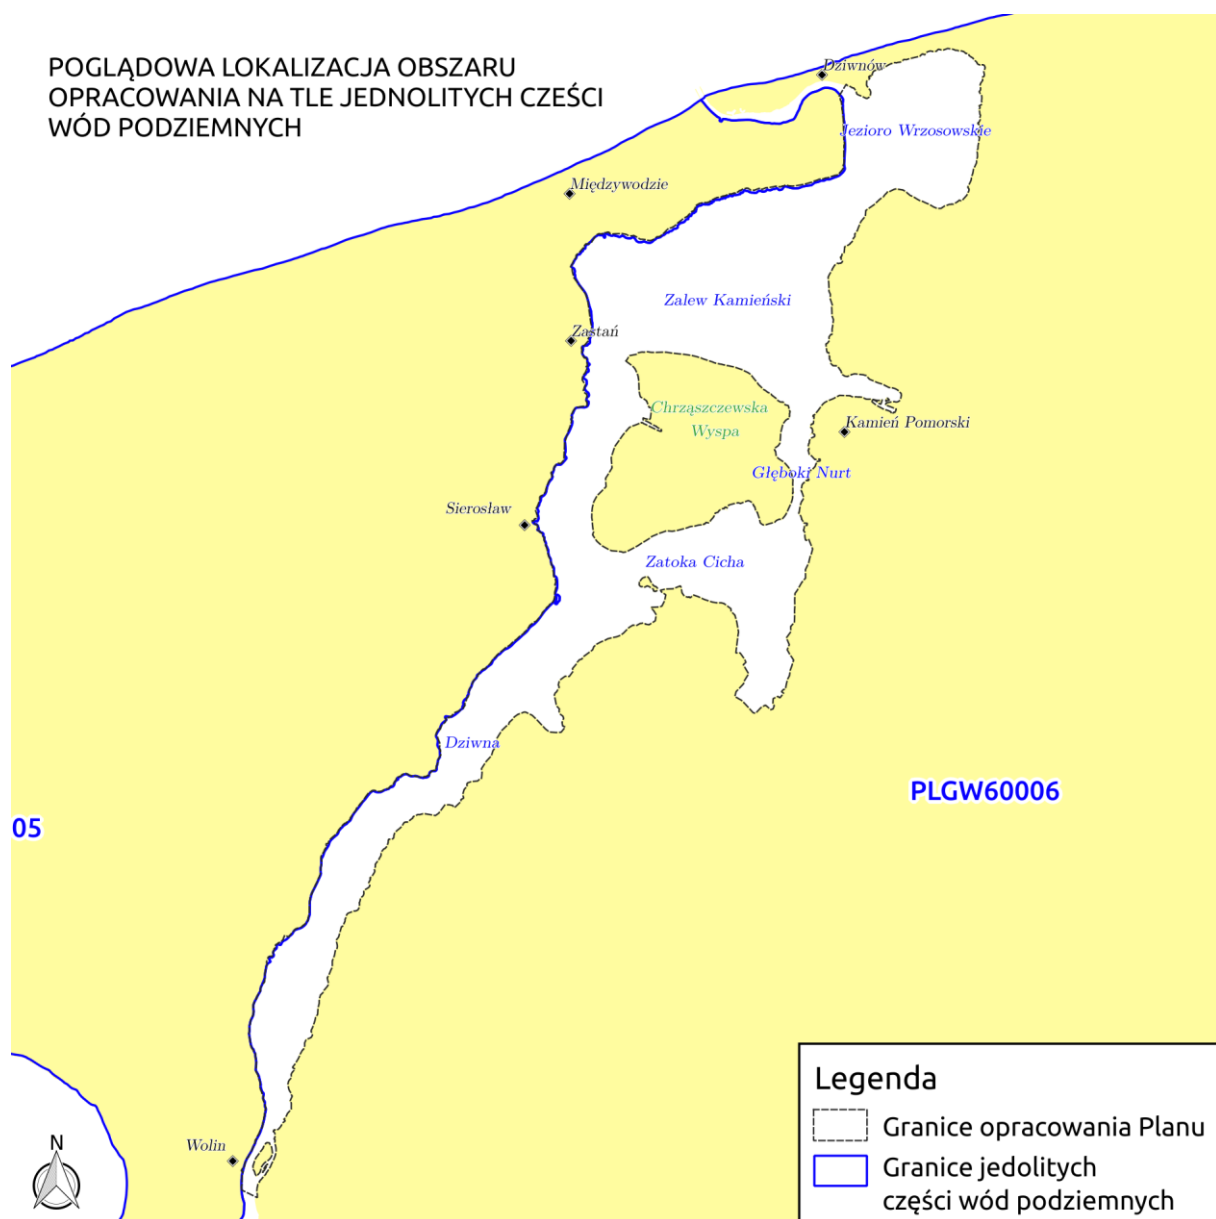 POGLĄDOWA LOKALIZACJA OBSZARU
OPRACOWANIA NA TLE JEDNOLITYCH CZEŚCI
WÓD PODZIEMNYCH
Dziwnów
Jezioro Wrzosowskie
Międzywodzie
Zalew Kamieński
Zastań
Chrząszczewska
Wyspa
Kamień Pomorski
Głęboki Nurt
Sierosław
Zatoka Cicha
Dziwna
PLGW60006
05
Wolin
N
Legenda
Granice opracowania Planu
Granice jedolitych
części wód podziemnych